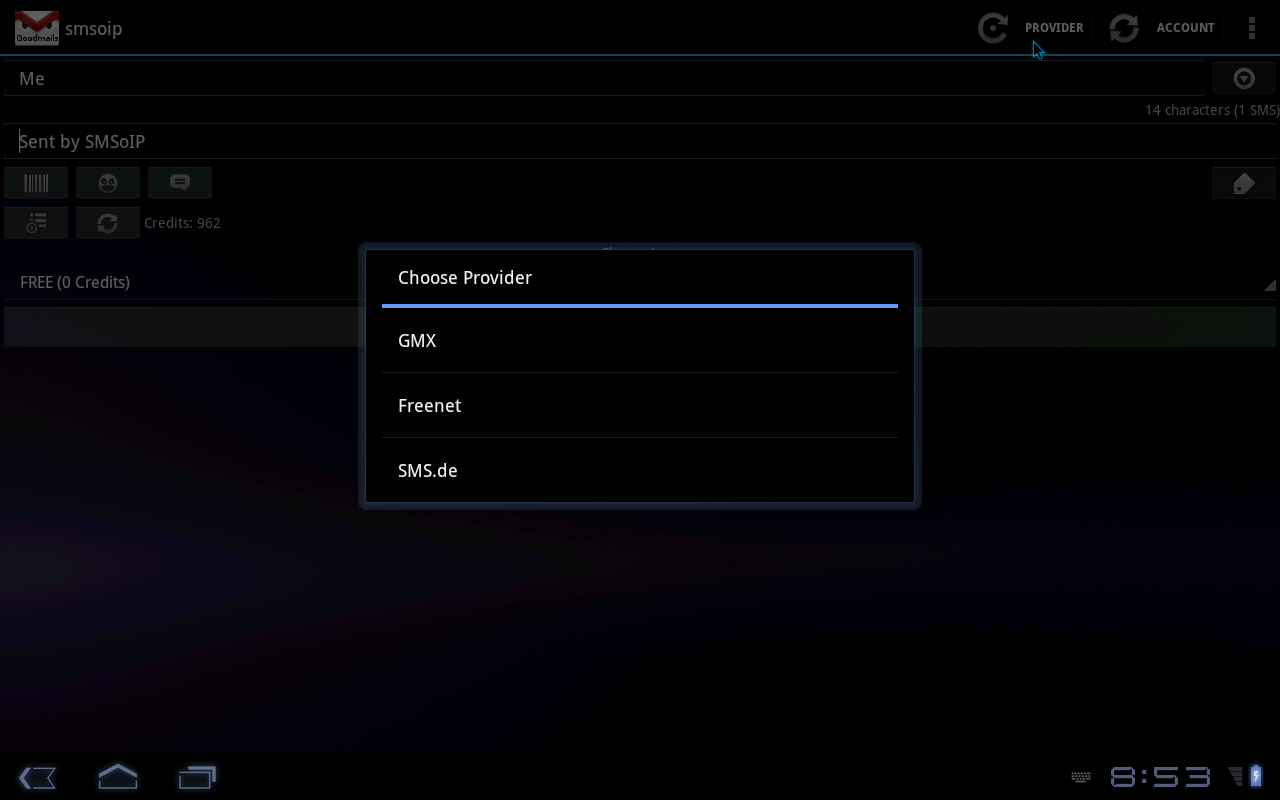 Goodmails
smsoip
PROVIDER
ACCOUNT
Me
14 characters (1 SMS)
Sent by SMSoIP
Credits: 962
FREE (0 Credits)
Choose Provider
GMX
Freenet
SMS.de
8:53